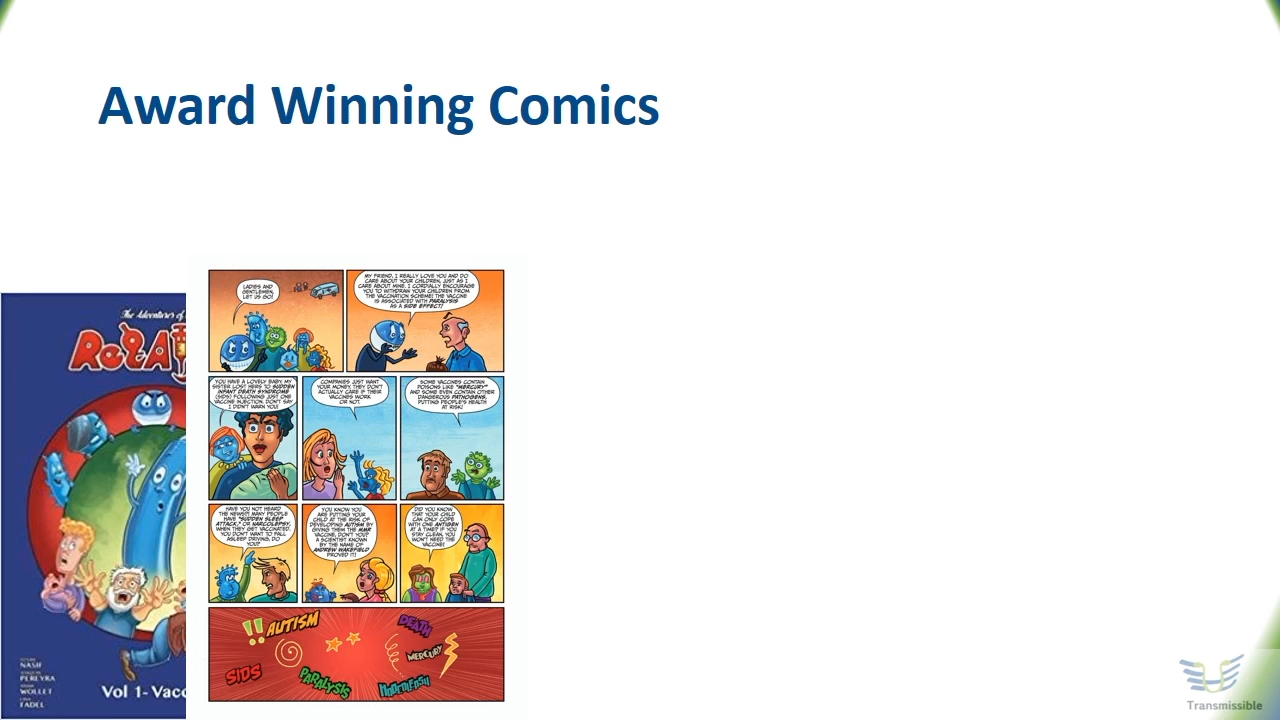 Award Winning Comics
The Adventures of
ReZA
NASIF
PEREYRA
WOLLET
FADEL
Vol 1- Vacc
LADIES AND
GENTLEMEN,
LET US GO!
MY FRIEND, I REALLY LOVE YOU AND DO
CARE ABOUT YOUR CHILDREN, JUST AS I
CARE ABOUT MINE. I CORDIALLY ENCOURAGE
YOU TO WITHDRAW YOUR CHILDREN FROM
THE VACCINATION SCHEME! THE VACCINE
IS ASSOCIATED WITH PARALYSIS
AS A SIDE EFFECT!
YOU HAVE A LOVELY BABY. MY
SISTER LOST HERS TO SUDDEN
INFANT DEATH SYNDROME
(SIDS) FOLLOWING JUST ONE
VACCINE INJECTION. DON'T SAY
I DIDN'T WARN YOU!
COMPANIES JUST WANT
YOUR MONEY. THEY DON'T
ACTUALLY CARE IF THEIR
VACCINES WORK
OR NOT.
SOME VACCINES CONTAIN
POISONS LIKE "MERCURY"
AND SOME EVEN CONTAIN OTHER
DANGEROUS PATHOGENS,
PUTTING PEOPLE'S HEALTH
AT RISK!
HAVE YOU NOT HEARD
THE NEWS?! MANY PEOPLE
HAVE "SUDDEN SLEEP
ATTACK," OR NARCOLEPSY,
WHEN THEY GET VACCINATED.
YOU DON'T WANT TO FALL
ASLEEP DRIVING, DO
YOU?
YOU KNOW YOU
ARE PUTTING YOUR
CHILD AT THE RISK OF
DEVELOPING AUTISM BY
GIVING THEM THE MMR
VACCINE, DON'T YOU?
A SCIENTIST KNOWN
BY THE NAME OF
ANDREW WAKEFIELD
PROVED IT!
DID YOU KNOW
THAT YOUR CHILD
CAN ONLY COPE
WITH ONE ANTIGEN
AT A TIME? IF YOU
STAY CLEAN, YOU
WON'T NEED THE
VACCINE!
!! AUTISM
DEATH
MERCURY
SIDS
PARALYSIS
NARCOLEPSY
Transmissible